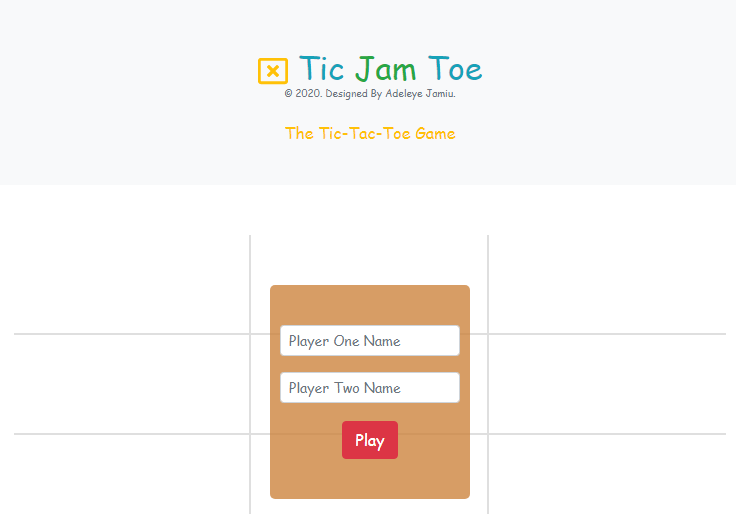 Tic Jam Toe
© 2020. Designed By Adeleye Jamiu.
The Tic-Tac-Toe Game
Player One Name
Player Two Name
Play